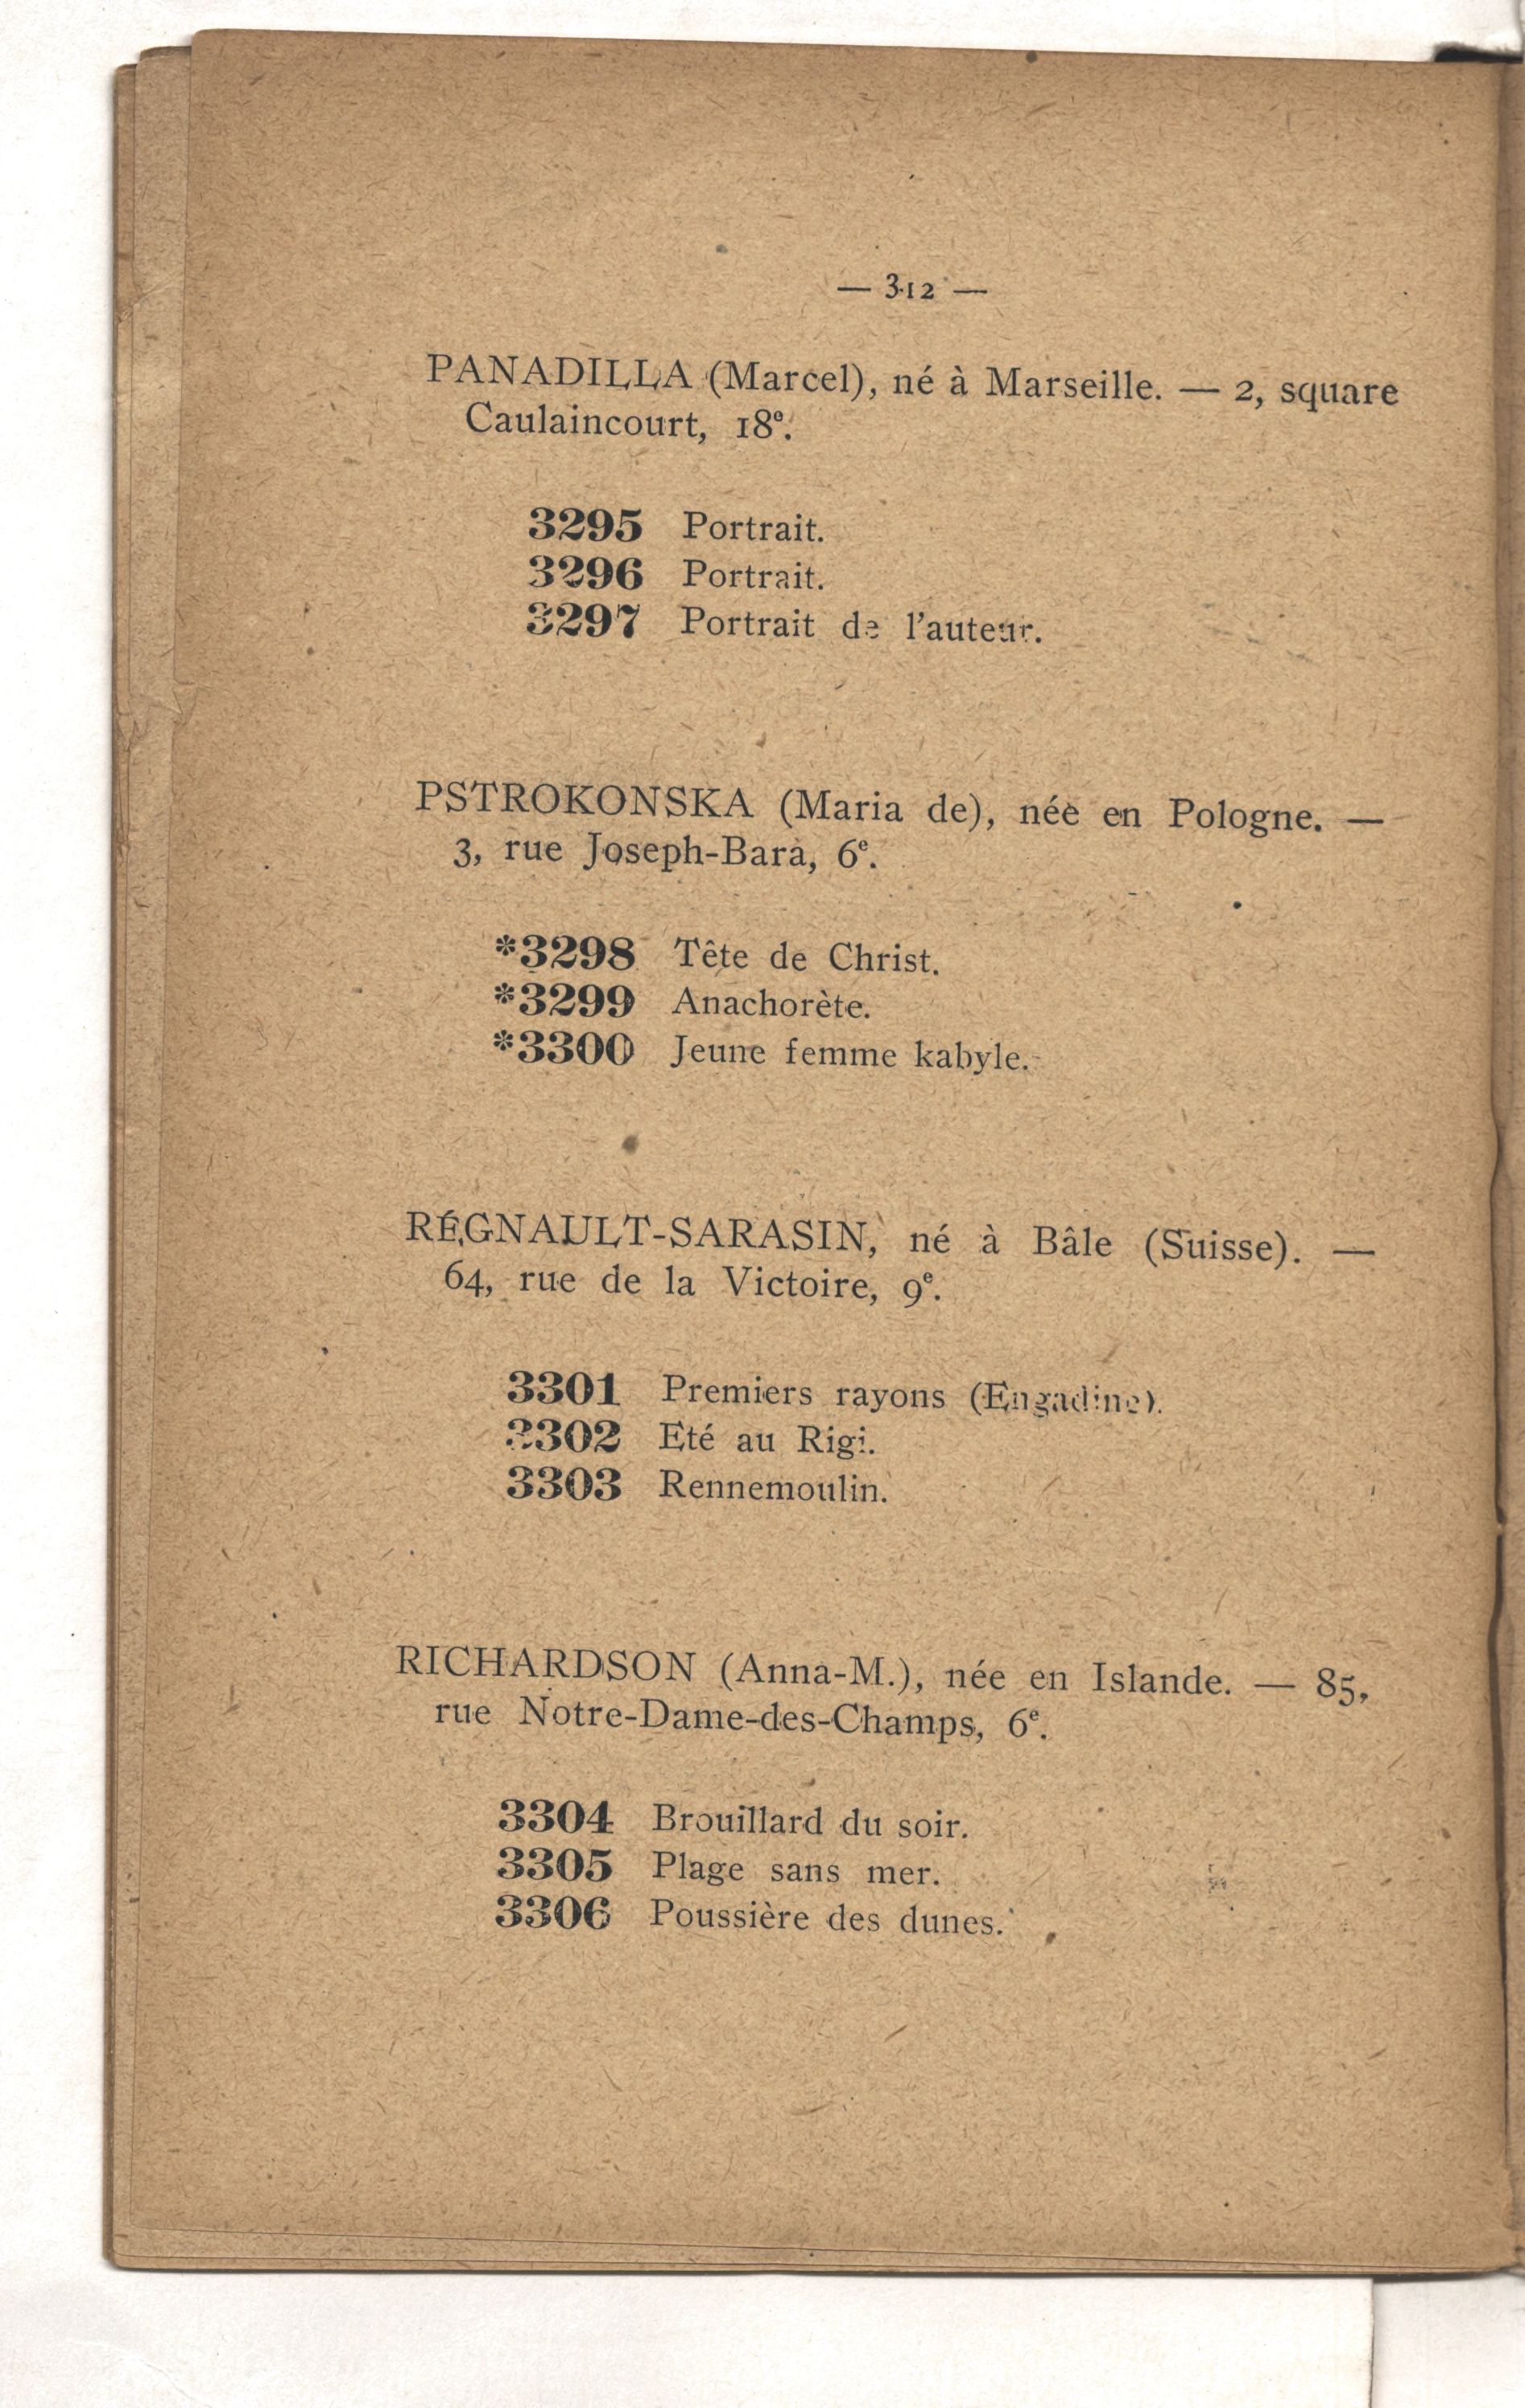 — 312 —
PANADILLA (Marcel), né à Marseille. — 2, square
Caulaincourt, 18e.
3295 Portrait.
3296 Portrait.
3297 Portrait de l'auteur.
PSTROKONSKA (Maria de), née en Pologne. —
3, rue Joseph-Bara, 6e.
*3298 Tête de Christ.
*3299 Anachorète.
*3300 Jeune femme kabyle.
RÉGNAULT-SARASIN, né à Bâle (Suisse). —
64, rue de la Victoire, 9e.
3301 Premiers rayons (Engadine).
3302 Eté au Rigi.
3303 Rennemoulin.
RICHARDSON (Anna-M.), née en Islande. — 85,
rue Notre-Dame-des-Champs, 6e.
3304 Brouillard du soir.
3305 Plage sans mer.
3306 Poussière des dunes.